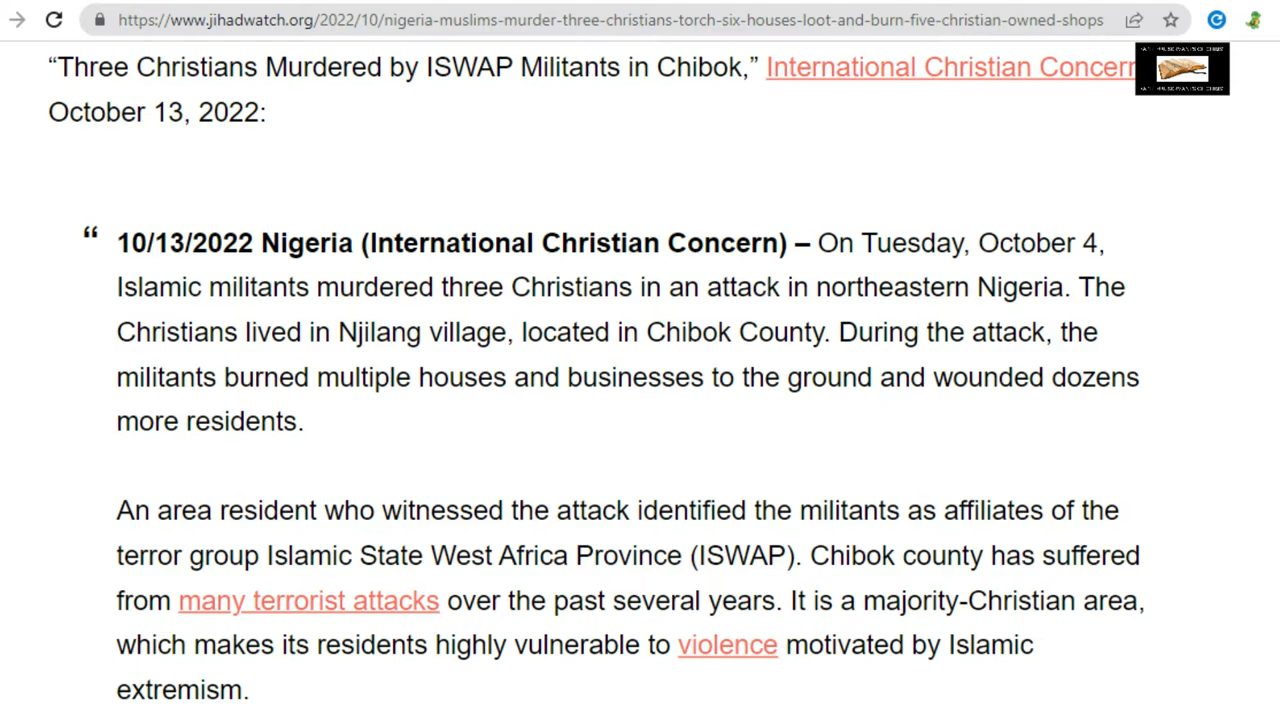 https://www.jihadwatch.org/2022/10/nigeria-muslims-murder-three-christians-torch-six-houses-loot-and-burn-five-christian-owned-shops
“Three Christians Murdered by ISWAP Militants in Chibok,” International Christian Concern
October 13, 2022:
“ 10/13/2022 Nigeria (International Christian Concern) – On Tuesday, October 4,
Islamic militants murdered three Christians in an attack in northeastern Nigeria. The
Christians lived in Njilang village, located in Chibok County. During the attack, the
militants burned multiple houses and businesses to the ground and wounded dozens
more residents.
An area resident who witnessed the attack identified the militants as affiliates of the
terror group Islamic State West Africa Province (ISWAP). Chibok county has suffered
from many terrorist attacks over the past several years. It is a majority-Christian area,
which makes its residents highly vulnerable to violence motivated by Islamic
extremism.